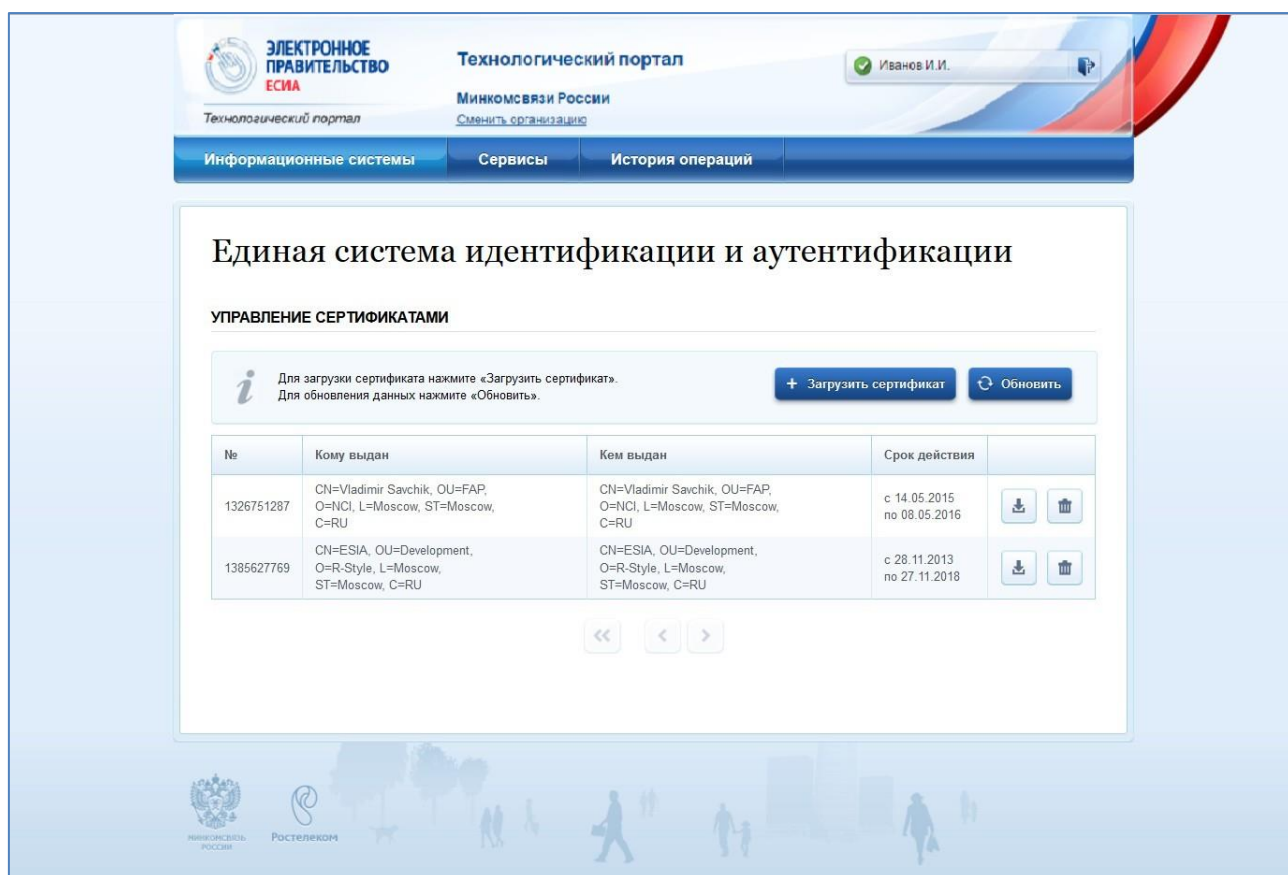 ЭЛЕКТРОННОЕ
ПРАВИТЕЛЬСТВО
ЕСИА
Технологический портал
Технологический портал
Минкомсвязи России
Сменить организацию
Иванов И.И.
Информационные системы
Сервисы
История операций
Единая система идентификации и аутентификации
УПРАВЛЕНИЕ СЕРТИФИКАТАМИ
Для загрузки сертификата нажмите «Загрузить сертификат».
Для обновления данных нажмите «Обновить».
+ Загрузить сертификат
Обновить
№
Кому выдан
Кем выдан
Срок действия
1326751287
CN=Vladimir Savchik, OU=FAP,
O=NCI, L=Moscow, ST=Moscow,
C=RU
CN=Vladimir Savchik, OU=FAP,
O=NCI, L=Moscow, ST=Moscow,
C=RU
с 14.05.2015
по 08.05.2016
1385627769
CN=ESIA, OU=Development,
O=R-Style, L=Moscow,
ST=Moscow, C=RU
CN=ESIA, OU=Development,
O=R-Style, L=Moscow,
ST=Moscow, C=RU
с 28.11.2013
по 27.11.2018
МИНКОМСВЯЗЬ
РОССИИ
Ростелеком